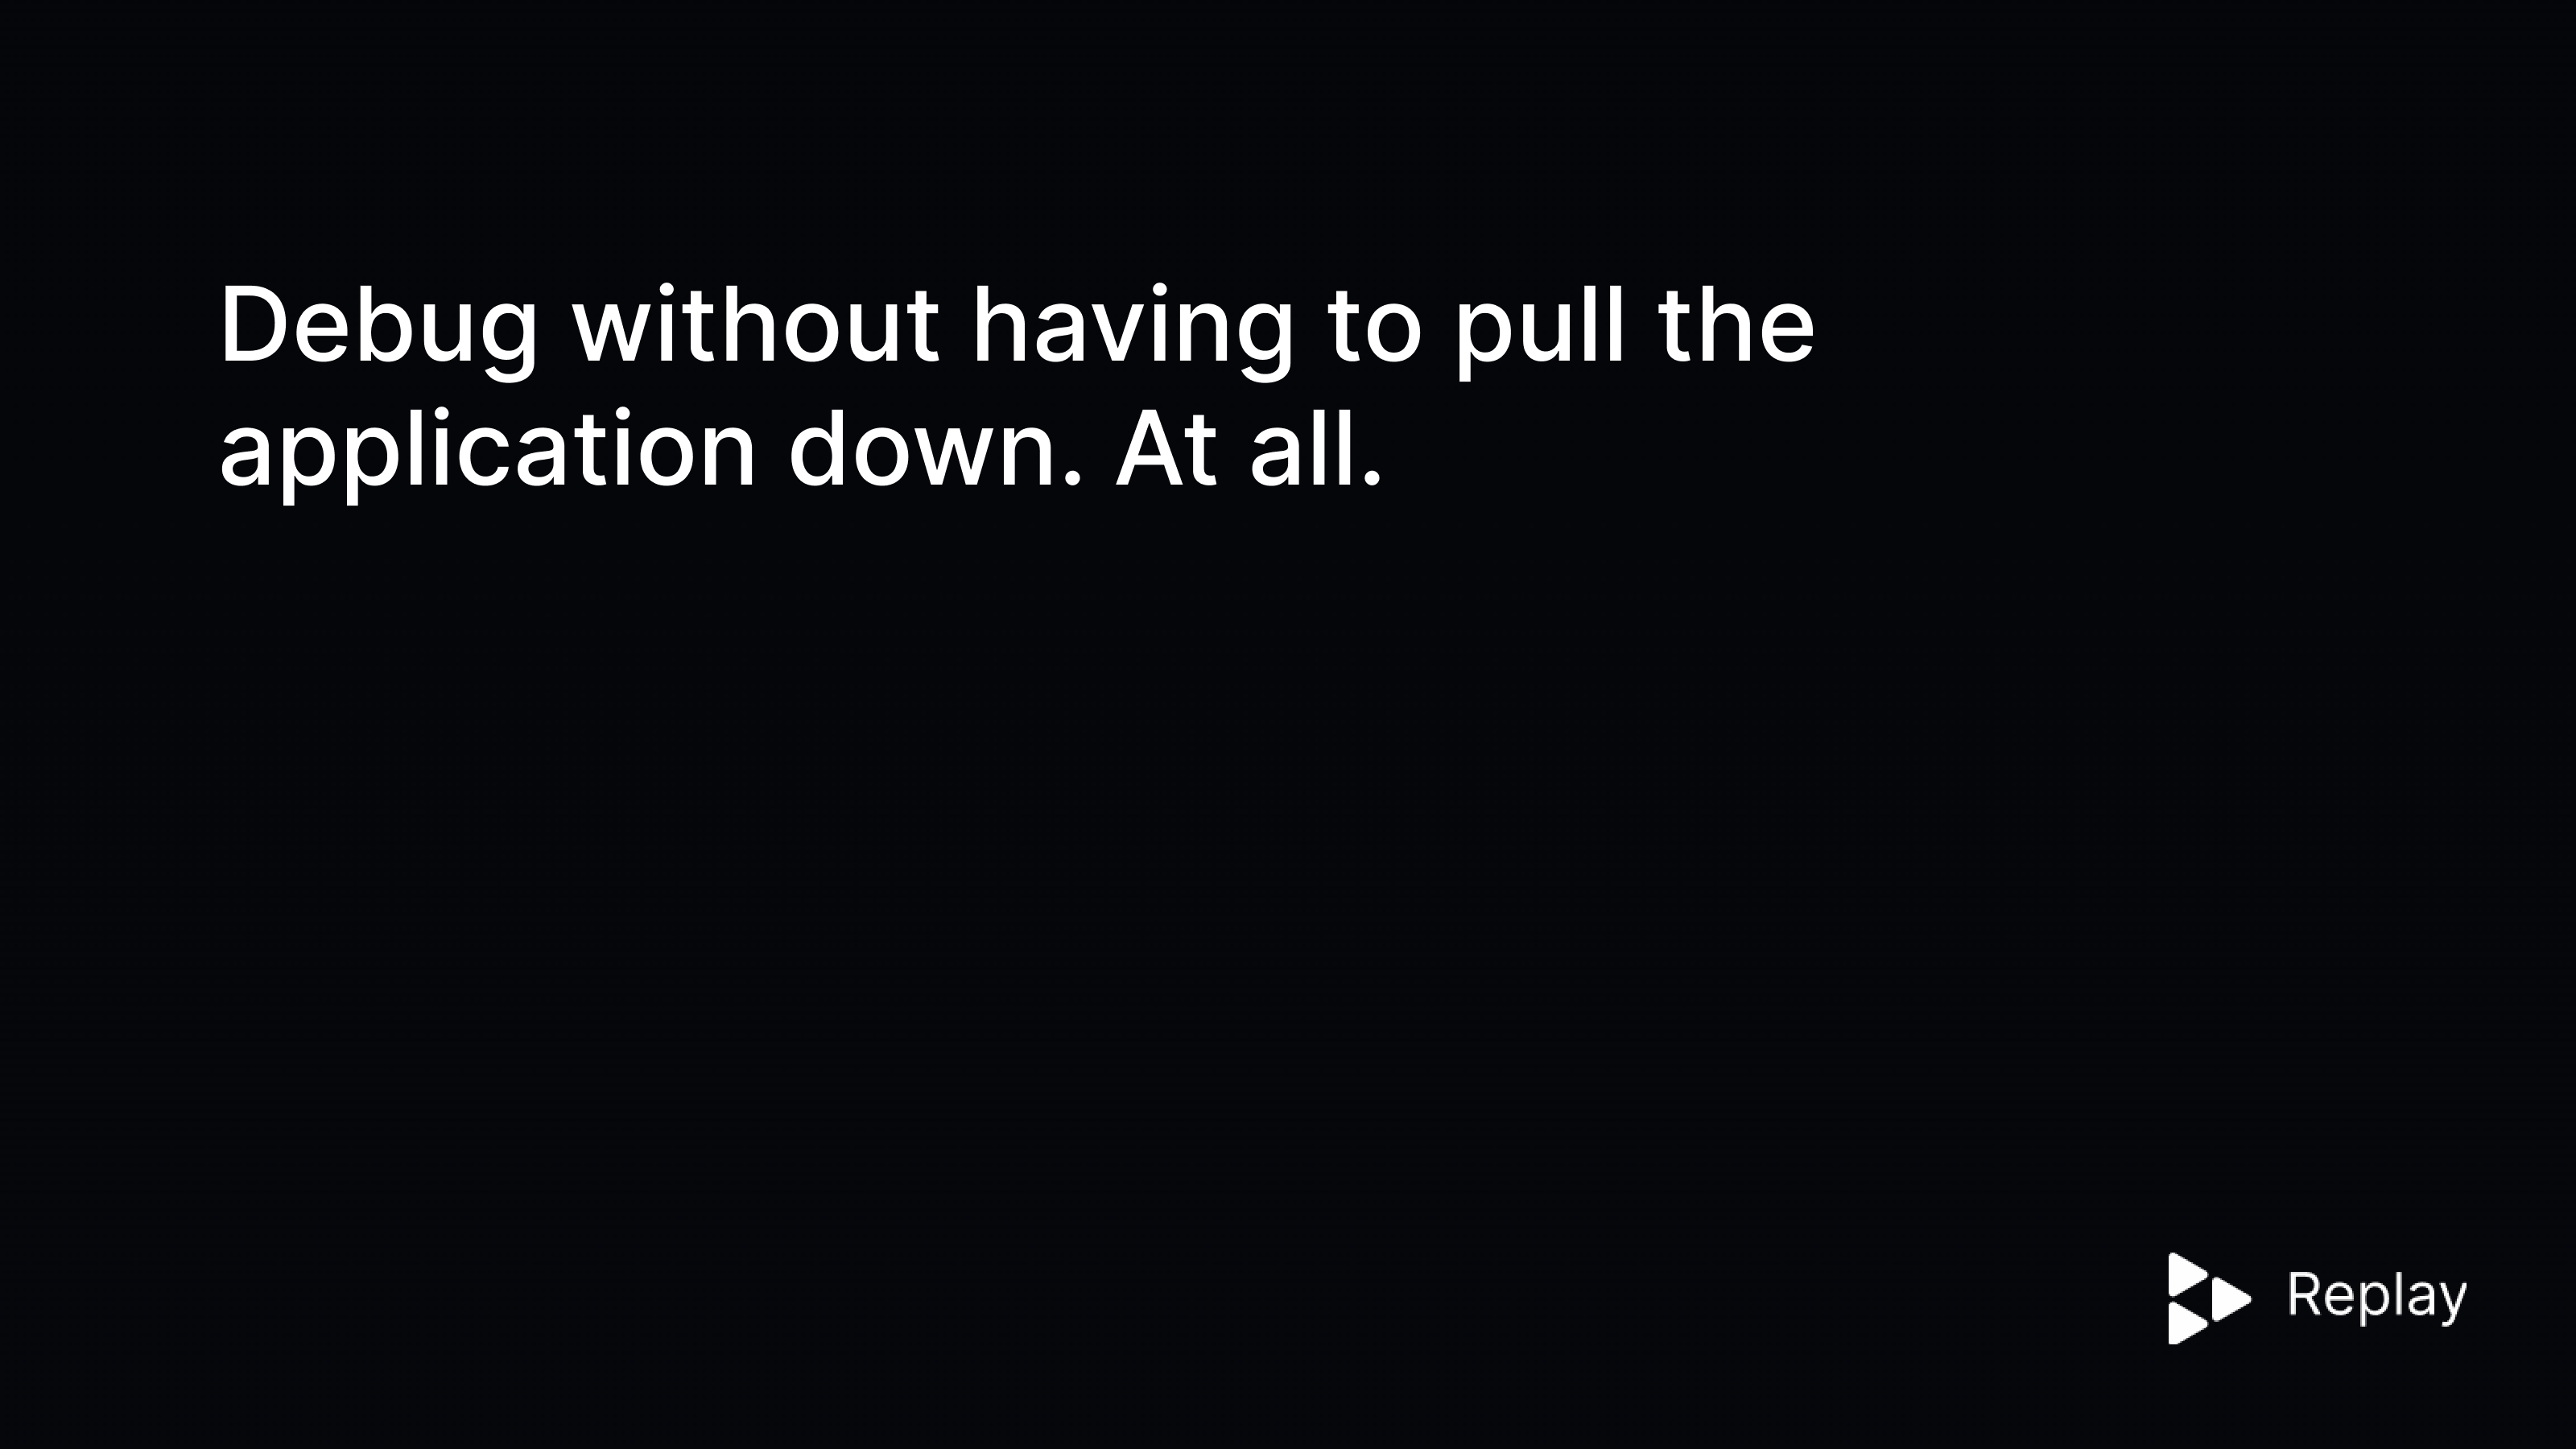 Debug without having to pull the
application down. At all.
Replay